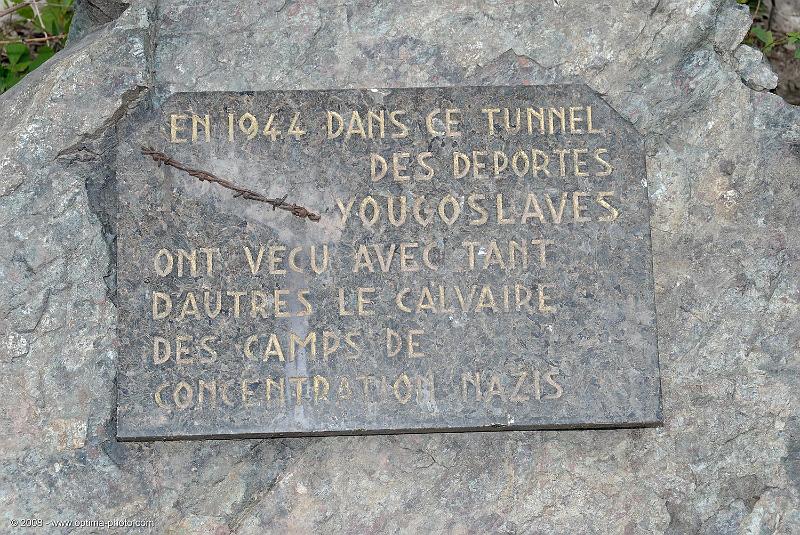 EN 1944 DANS CE TUNNEL
DES DEPORTES
YOUGOSLAVES
ONT VECU AVEC TANT
D'AUTRES LE CALVAIRE
DES CAMPS DE
CONCENTRATION NAZIS
© 2009 - www.optima-photo.com